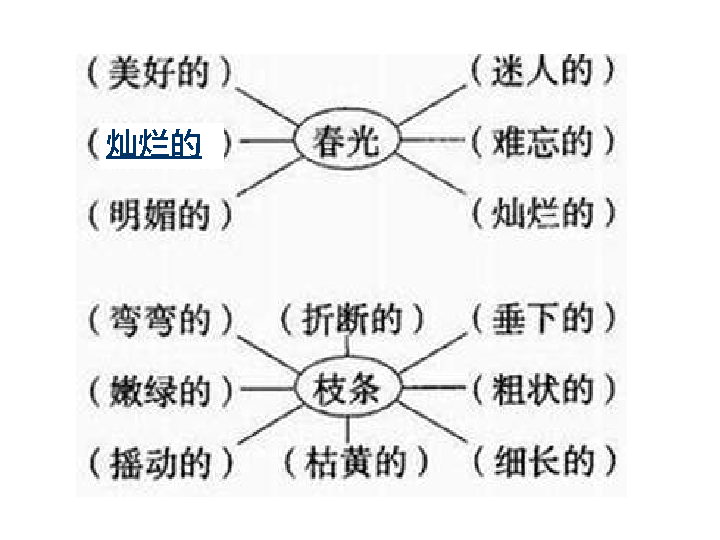 (美好的) (迷人的)
(灿烂的) 春光 (难忘的)
(明媚的) (灿烂的)
(弯弯的) (折断的) (垂下的)
(嫩绿的) 枝条 (粗状的)
(摇动的) (枯黄的) (细长的)